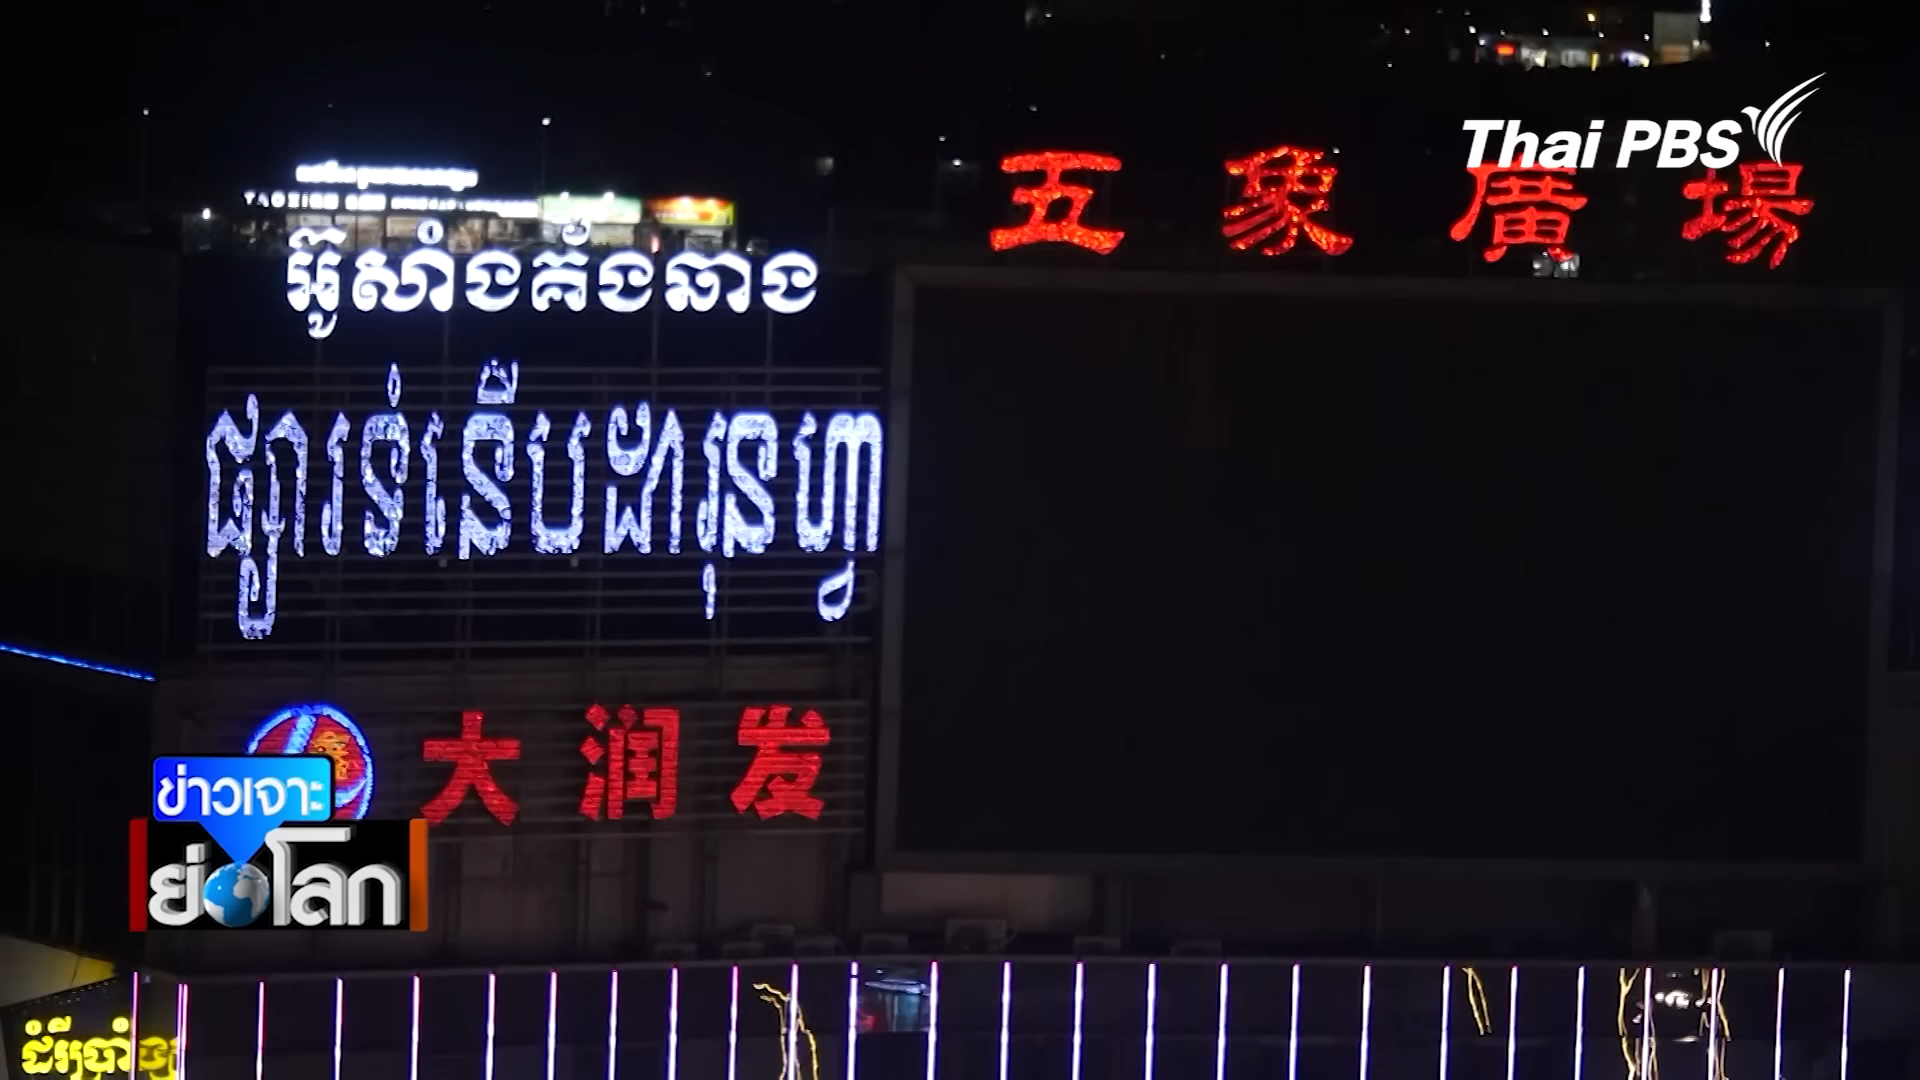 Thai PBS
五象廣場
អ៊ូសាំងគំាងឆាង
ផ្សារទំនើបដារុនហ្វា
大润发
ข่าวเจาะ
ย่อโลก